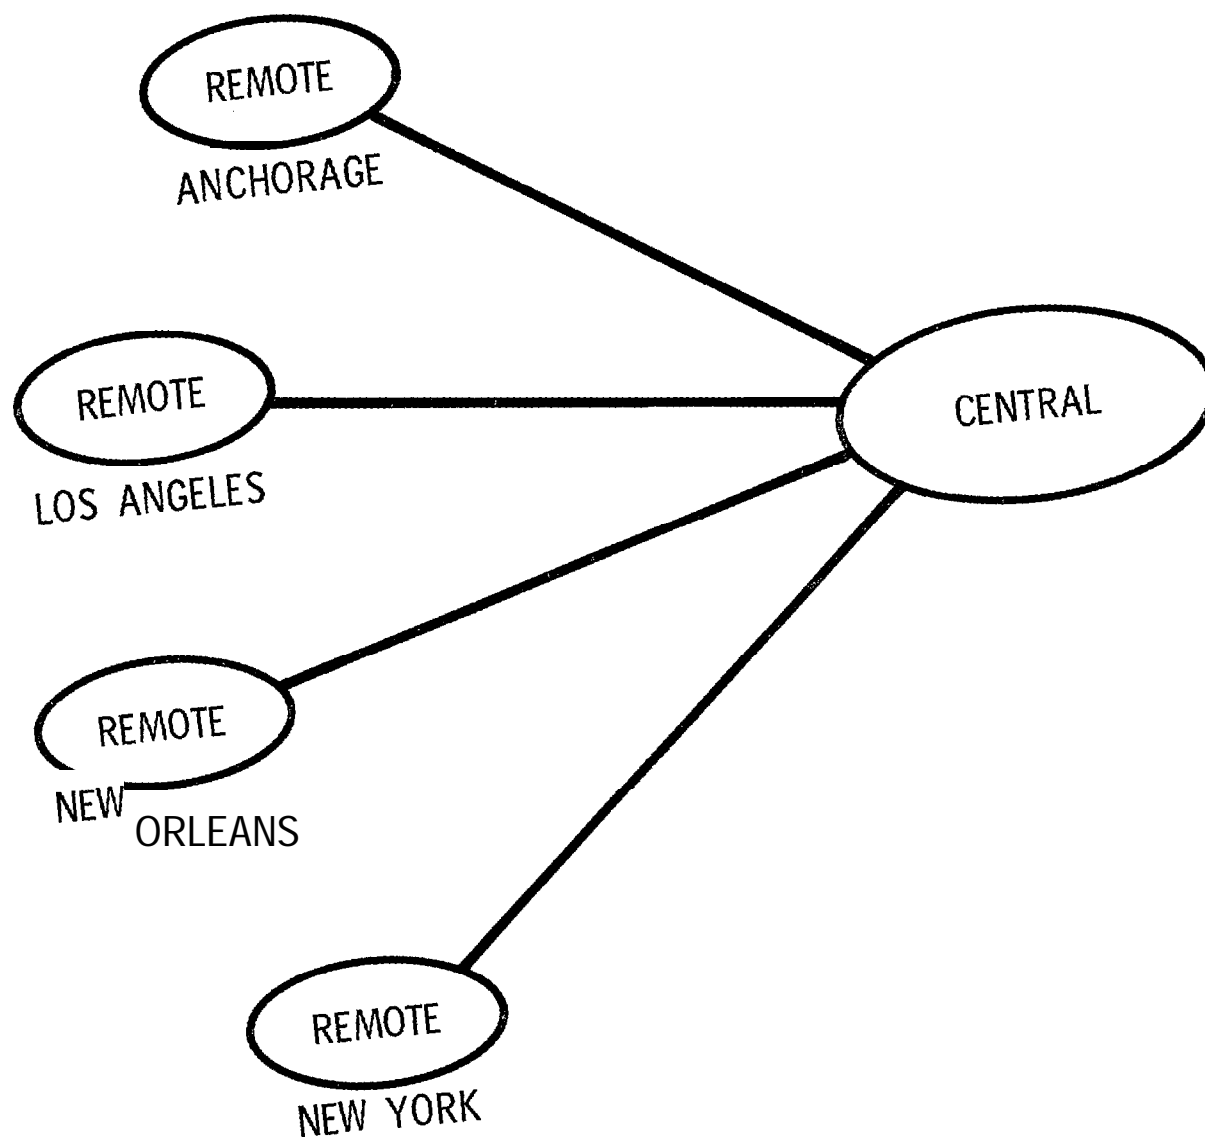 REMOTE
ANCHORAGE
REMOTE
LOS ANGELES
CENTRAL
REMOTE
NEW
ORLEANS
REMOTE
NEW YORK